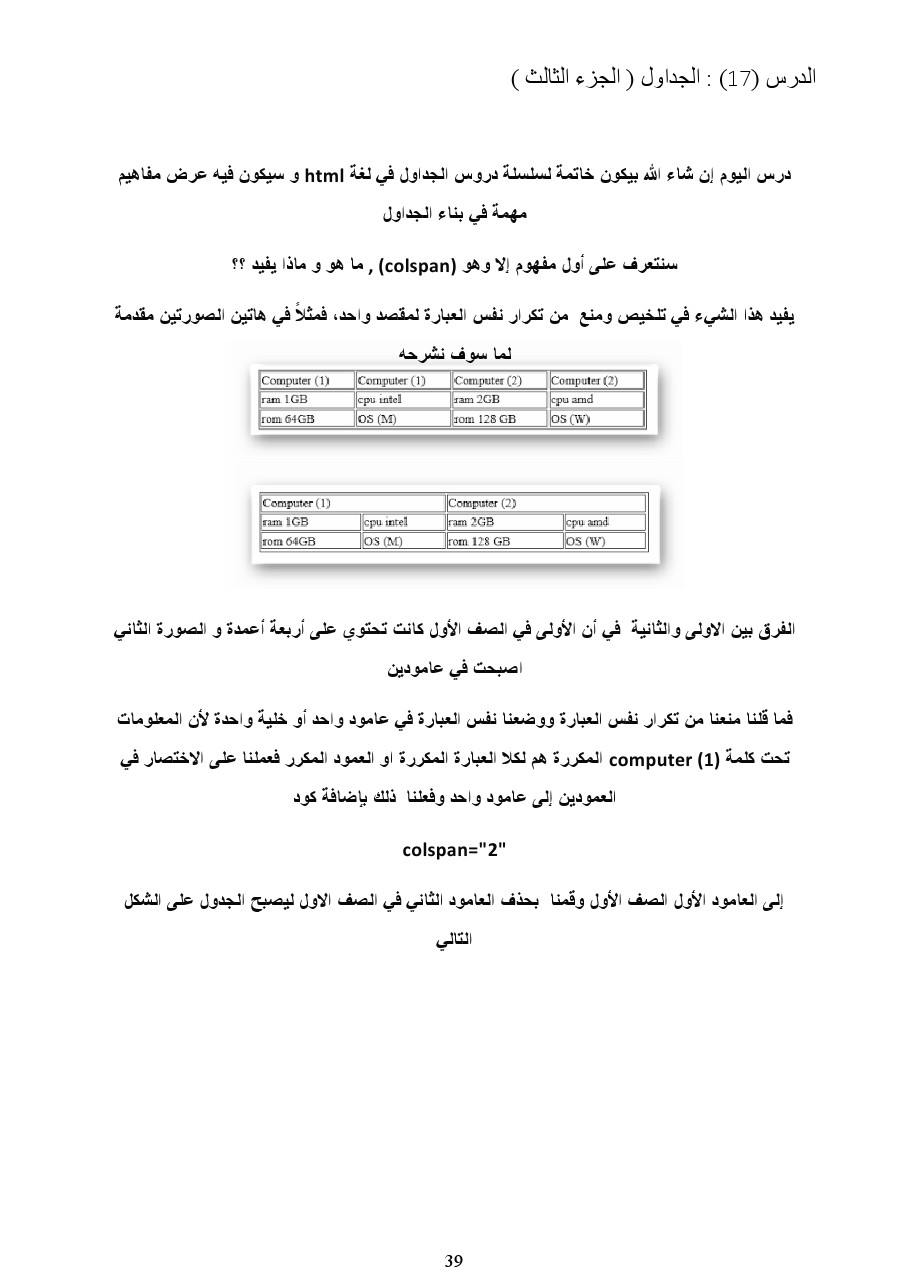 الدرس (17) : الجداول ( الجزء الثالث )
درس اليوم إن شاء الله بيكون خاتمة لسلسلة دروس الجداول في لغة html و سيكون فيه عرض مفاهيم
مهمة في بناء الجداول
سنتعرف على أول مفهوم إلا وهو (colspan) , ما هو و ماذا يفيد ؟؟
يفيد هذا الشيء في تلخيص ومنع من تكرار نفس العبارة لمقصد واحد، فمثلاً في هاتين الصورتين مقدمة
لما سوف نشرحه
Computer (1) Computer (1) Computer (2) Computer (2)
ram 1GB cpu intel ram 2GB cpu amd
rom 64GB OS (M) rom 128 GB OS (W)
Computer (1) Computer (2)
ram 1GB cpu intel ram 2GB cpu amd
rom 64GB OS (M) rom 128 GB OS (W)
الفرق بين الاولى والثانية في أن الأولى في الصف الأول كانت تحتوي على أربعة أعمدة و الصورة الثاني
اصبحت في عامودين
فما قلنا منعنا من تكرار نفس العبارة ووضعنا نفس العبارة في عامود واحد أو خلية واحدة لأن المعلومات
تحت كلمة computer (1) المكررة هم لكلا العبارة المكررة او العمود المكرر فعملنا على الاختصار في
العمودين إلى عامود واحد وفعلنا ذلك بإضافة كود
colspan="2"
إلى العامود الأول الصف الأول وقمنا بحذف العامود الثاني في الصف الاول ليصبح الجدول على الشكل
التالي
39